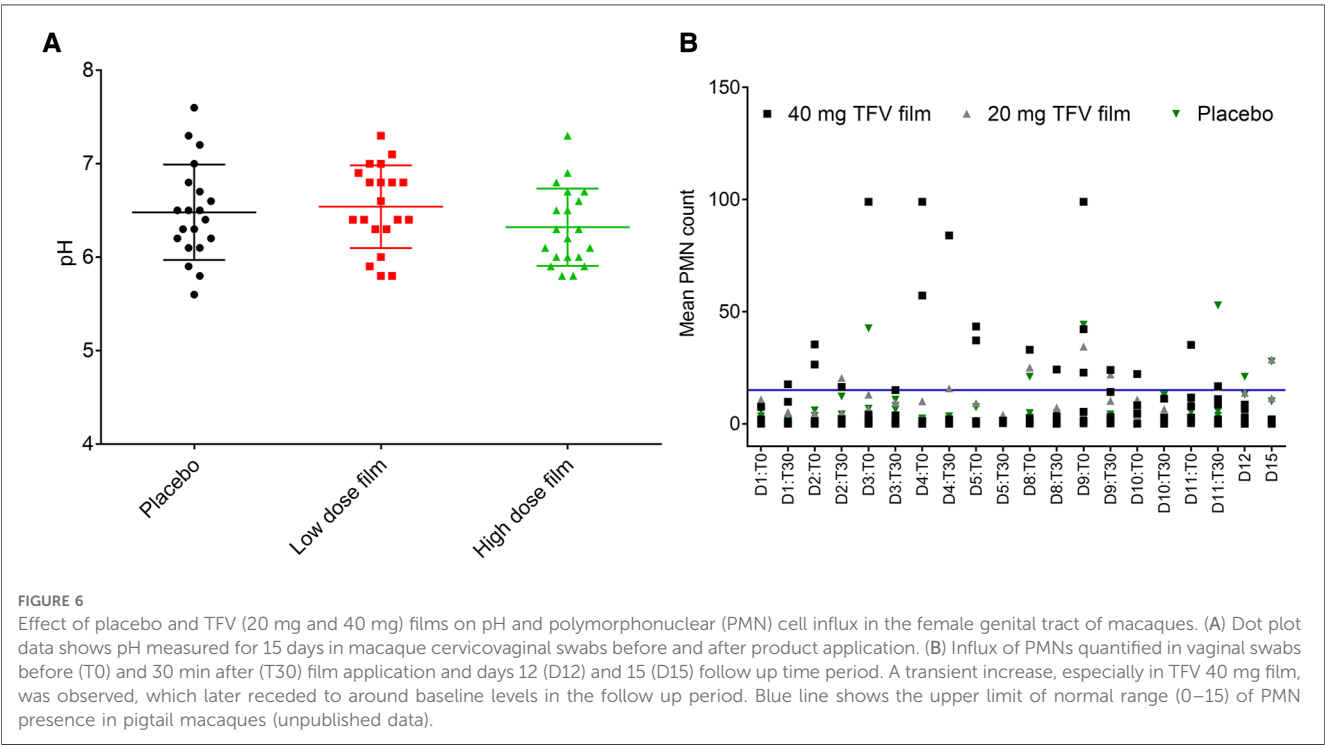 A
8
7
6
5
4
pH
Placebo
Low dose film
High dose film
B
150
100
50
0
Mean PMN count
40 mg TFV film
20 mg TFV film
Placebo
D1:T0
D1:T30
D2:T0
D2:T30
D3:T0
D3:T30
D4:T0
D4:T30
D5:T0
D5:T30
D8:T0
D8:T30
D9:T0
D9:T30
D10:T0
D10:T30
D11:T0
D11:T30
D12
D15
FIGURE 6
Effect of placebo and TFV (20 mg and 40 mg) films on pH and polymorphonuclear (PMN) cell influx in the female genital tract of macaques. (A) Dot plot
data shows pH measured for 15 days in macaque cervicovaginal swabs before and after product application. (B) Influx of PMNs quantified in vaginal swabs
before (T0) and 30 min after (T30) film application and days 12 (D12) and 15 (D15) follow up time period. A transient increase, especially in TFV 40 mg film,
was observed, which later receded to around baseline levels in the follow up period. Blue line shows the upper limit of normal range (0–15) of PMN
presence in pigtail macaques (unpublished data).